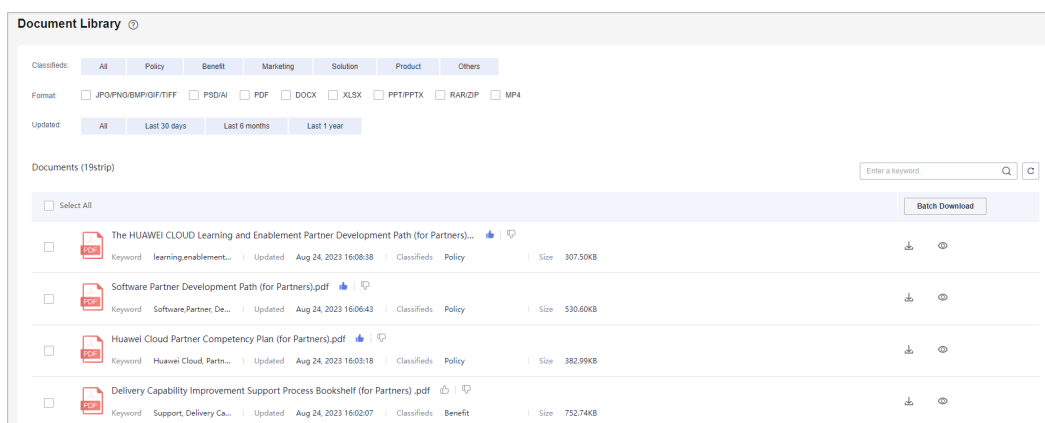 Document Library ?
Classifieds: All Policy Benefit Marketing Solution Product Others
Format: JPG/PNG/BMP/GIF/TIFF PSD/AI PDF DOCX XLSX PPT/PPTX RAR/ZIP MP4
Updated: All Last 30 days Last 6 months Last 1 year
Documents (19strip) Enter a keyword.
Select All Batch Download
The HUAWEI CLOUD Learning and Enablement Partner Development Path (for Partners)...
PDF Keyword learning,enablement... Updated Aug 24, 2023 16:08:38 Classifieds Policy Size 307.50KB
Software Partner Development Path (for Partners).pdf
PDF Keyword Software,Partner, De... Updated Aug 24, 2023 16:06:43 Classifieds Policy Size 530.60KB
Huawei Cloud Partner Competency Plan (for Partners).pdf
PDF Keyword Huawei Cloud, Partn... Updated Aug 24, 2023 16:03:18 Classifieds Policy Size 382.99KB
Delivery Capability Improvement Support Process Bookshelf (for Partners) .pdf
PDF Keyword Support, Delivery Ca... Updated Aug 24, 2023 16:02:07 Classifieds Benefit Size 752.74KB